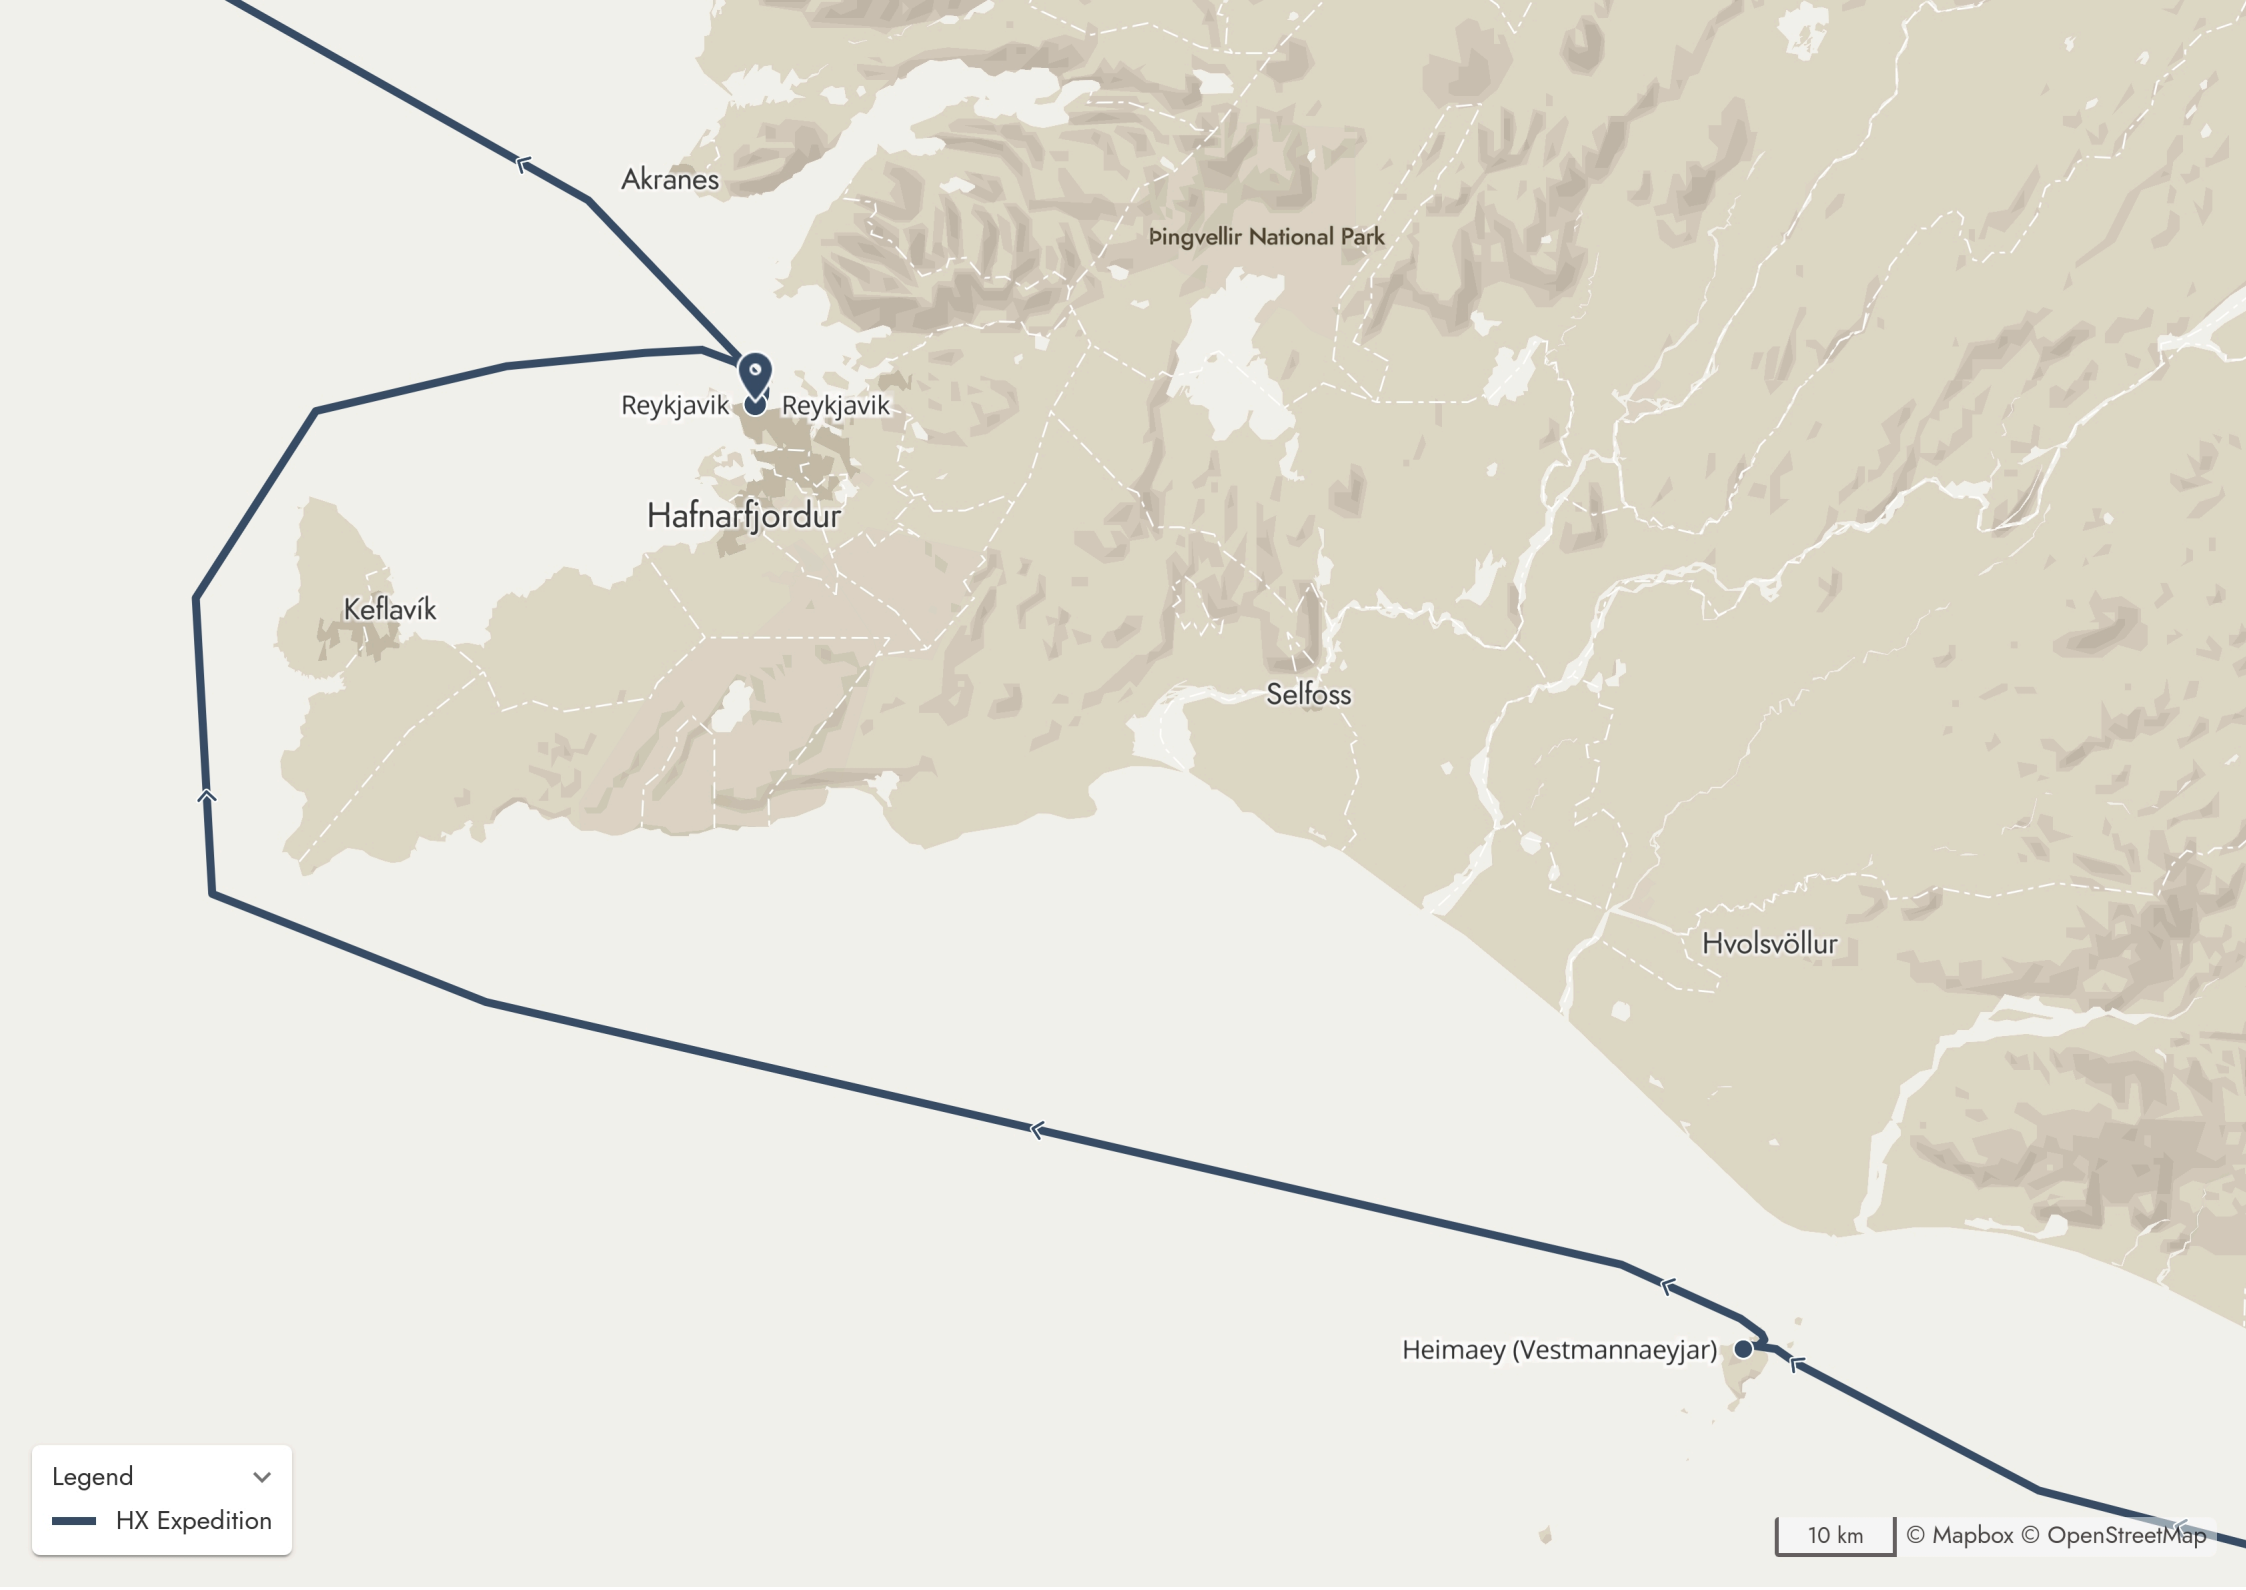 Akranes
Þingvellir National Park
Reykjavik
Reykjavik
Hafnarfjordur
Keflavík
Selfoss
Hvolsvöllur
Heimaey (Vestmannaeyjar)
Legend
HX Expedition
10 km
© Mapbox © OpenStreetMap